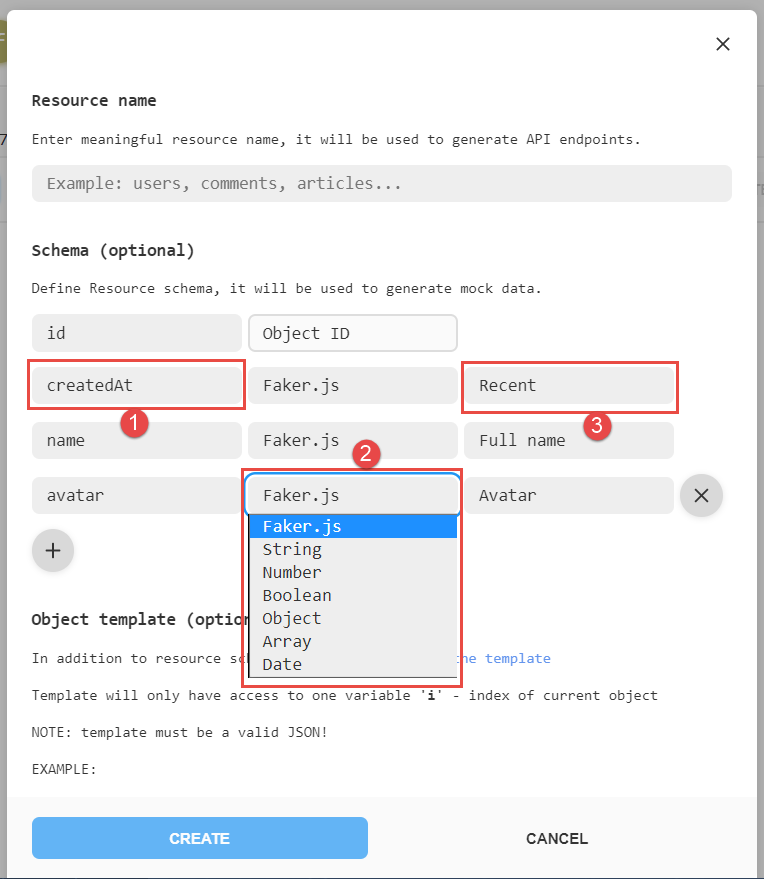 Resource name
Enter meaningful resource name, it will be used to generate API endpoints.
Example: users, comments, articles...
Schema (optional)
Define Resource schema, it will be used to generate mock data.
id Object ID
createdAt Faker.js Recent
1
3
name Faker.js Full name
2
avatar Faker.js Avatar
Faker.js
String
Number
Boolean
Object
Array
Date
Object template
In addition to resource the template
Template will only have access to one variable 'i' - index of current object
NOTE: template must be a valid JSON!
EXAMPLE:
CREATE CANCEL